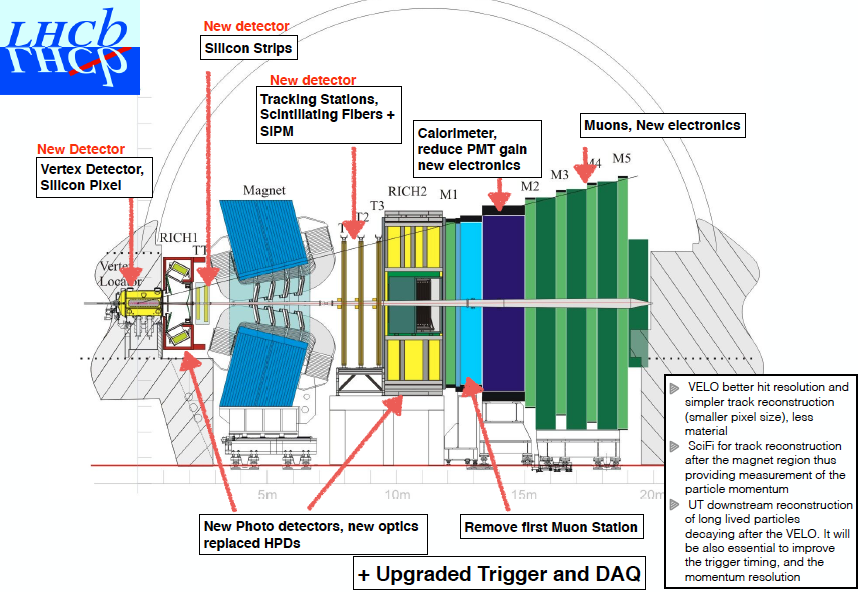 LHCb
LHCp
New detector
Silicon Strips
New detector
Tracking Stations,
Scintillating Fibers +
SiPM
Calorimeter,
reduce PMT gain
new electronics
Muons, New electronics
New Detector
Vertex Detector,
Silicon Pixel
Magnet
RICH2
M1
M2
M3
M4
M5
T3
T2
RICH1
TT
Vertex
Locator
5m
10m
15m
20m
New Photo detectors, new optics
replaced HPDs
Remove first Muon Station
+ Upgraded Trigger and DAQ
VELO better hit resolution and
simpler track reconstruction
(smaller pixel size), less
material
SciFi for track reconstruction
after the magnet region thus
providing measurement of the
particle momentum
UT downstream reconstruction
of long lived particles
decaying after the VELO. It will
be also essential to improve
the trigger timing, and the
momentum resolution